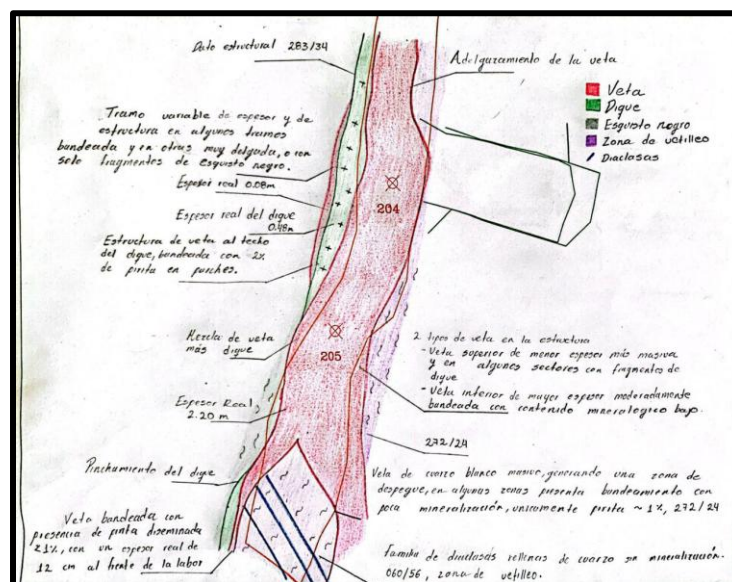 Dato estructural 283/34
Adelgazamiento de la veta
Veta
Dique
Esquisto negro
Zona de vetilleo
Diaclasas
Tramo variable de espesor y de
estructura en algunos tramos
bandeada y en otras muy delgada, o con
solo fragmentos de esquisto negro.
Espesor real 0.08m
Espesor real del dique
0.48m
Estructura de veta al techo
del dique, bandeada con 2%
de pirita en parches.
204
Mezcla de veta
más dique
205
2 tipos de veta en la estructura
- Veta superior de menor espesor más masiva
y en algunos sectores con fragmentos de
dique
- Veta inferior de mayor espesor moderadamente
bandeada con contenido mineralógico bajo.
Espesor Real
2.20 m
272/24
Pinchamiento del dique
Veta de cuarzo blanco masivo, generando una zona de
despegue, en algunas zonas presenta bandeamiento con
poca mineralización, unicamente pirita ~ 1%, 272/24
Veta bandeada con
presencia de pirita diseminada
21%, con un espesor real de
12 cm al frente de la labor
familia de diaclasás rellenas de cuarzo sin mineralización.
060/56, zona de vetilleo.